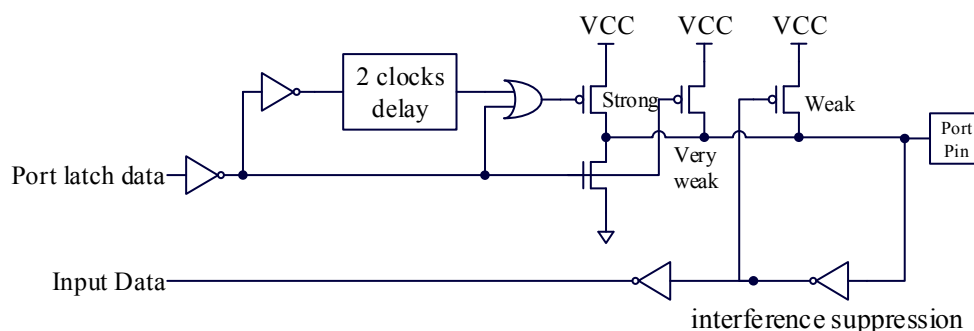 VCC
VCC
VCC
2 clocks
delay
Strong
Weak
Port
Pin
Very
weak
Port latch data
Input Data
interference suppression